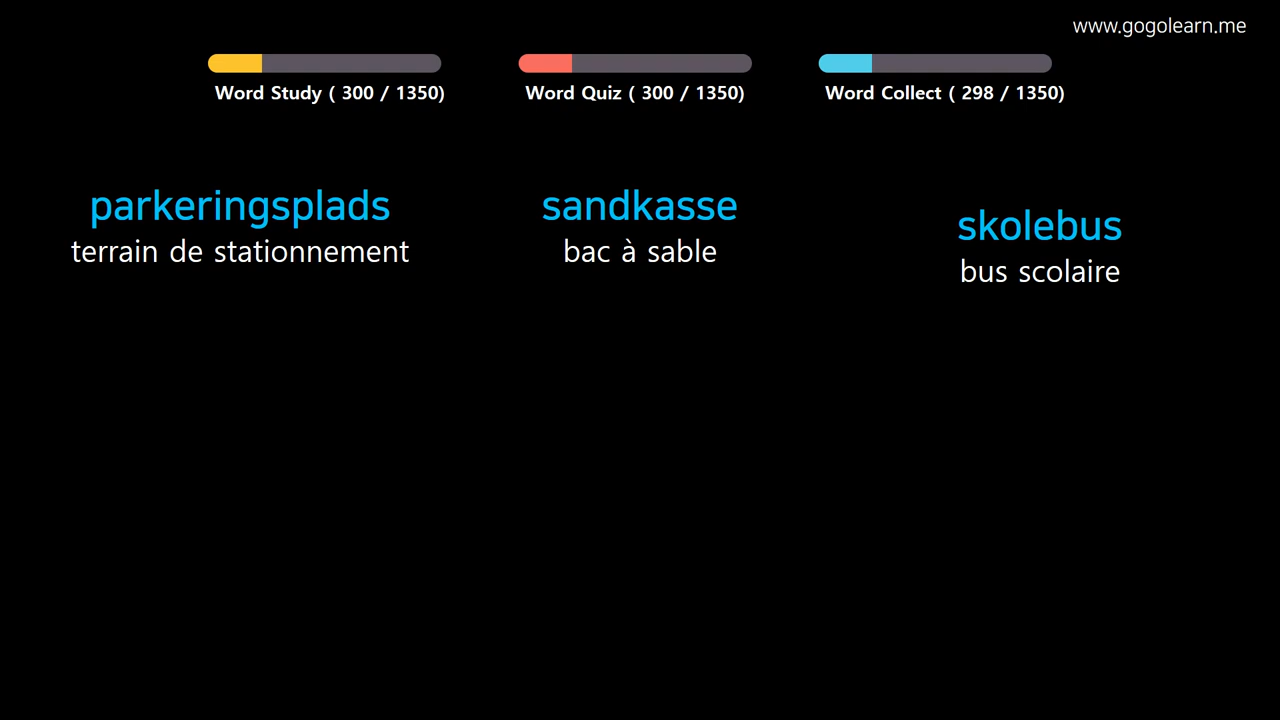 www.gogolearn.me
Word Study ( 300 / 1350)
Word Quiz ( 300 / 1350)
Word Collect ( 298 / 1350)
parkeringsplads
terrain de stationnement
sandkasse
bac à sable
skolebus
bus scolaire